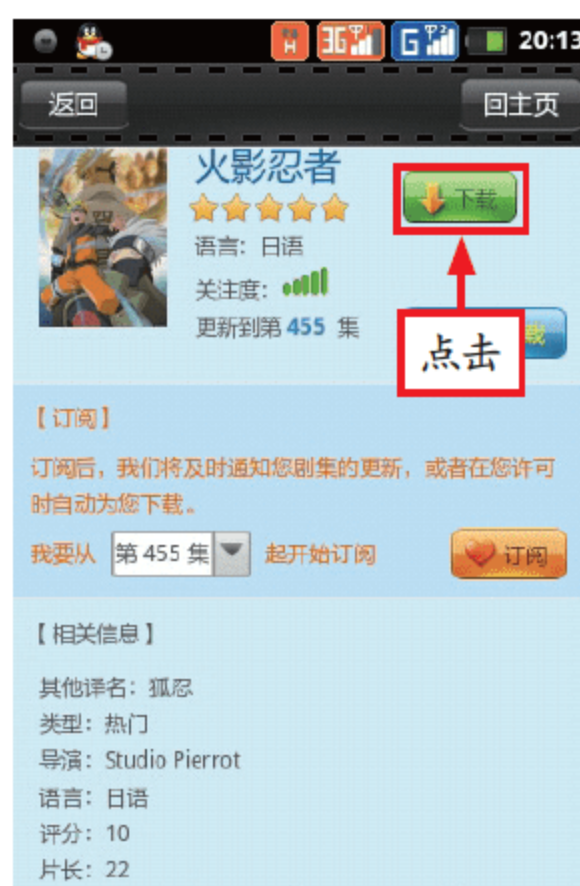 H 3G 1 G 2 20:13
返回 回主页
火影忍者
下载
语言：日语
关注度：
更新到第 455 集
载
点击
【订阅】
订阅后，我们将及时通知您剧集的更新，或者在您许可
时自动为您下载。
我要从 第 455 集 起开始订阅 订阅
【相关信息】
其他译名：狐忍
类型：热门
导演：Studio Pierrot
语言：日语
评分：10
片长：22